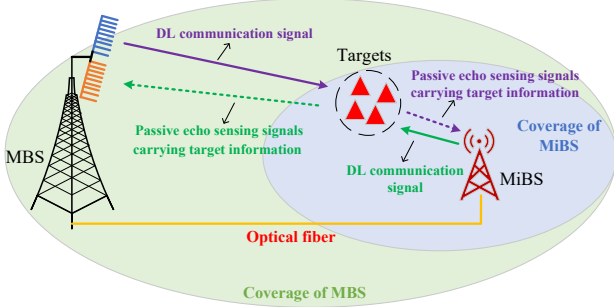 DL communication signal
Targets
Passive echo sensing signals
carrying target information
Passive echo sensing signals
carrying target information
Coverage of
MiBS
MBS
DL communication
signal
MiBS
Optical fiber
Coverage of MBS